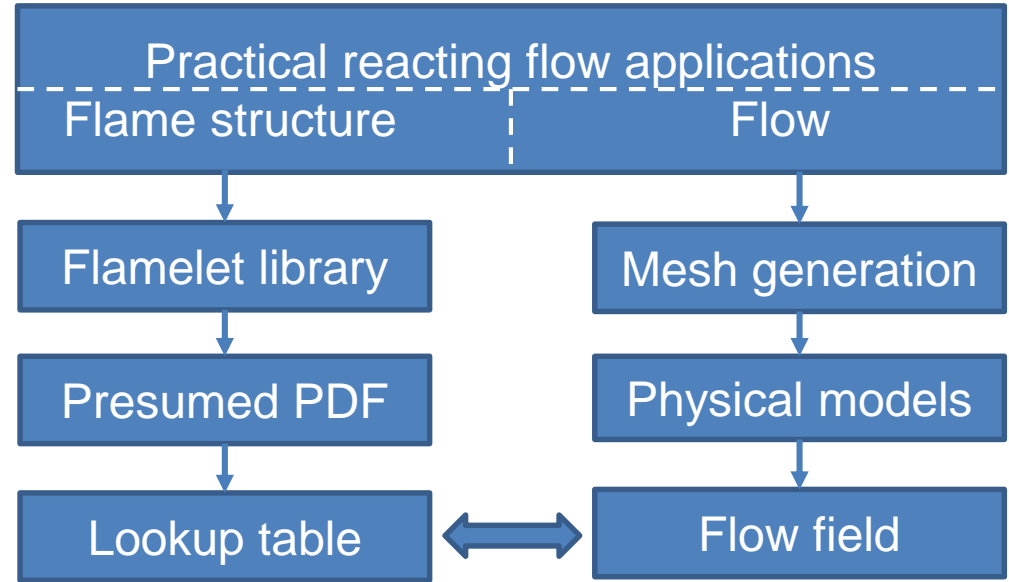 Practical reacting flow applications
Flame structure
Flow
Flamelet library
Mesh generation
Presumed PDF
Physical models
Lookup table
Flow field